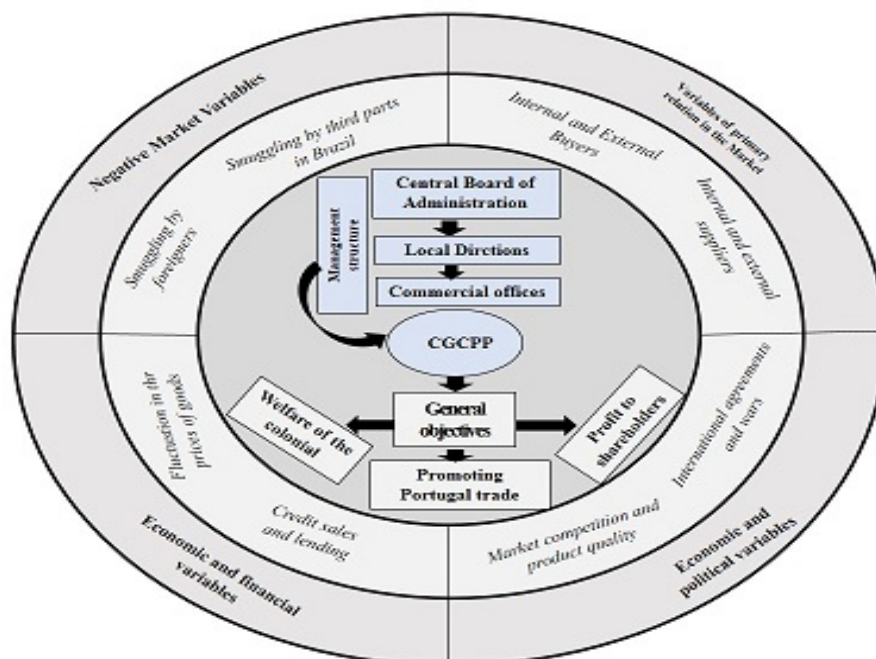 Negative Market Variables
Variables of primary
relation in the Market
Smuggling by third parts
in Brazil
Internal and External
Buyers
Smuggling by
foreigners
Internal and external
suppliers
Management
structure
Central Board of
Administration
Local Dirctions
Commercial offices
CGCPP
General
objectives
Welfare of the
colonial
Profit to
shareholders
Promoting
Portugal trade
Fluctuation in thr
prices of goods
International agreements
and wars
Credit sales
and lending
Market competition and
product quality
Economic and financial
variables
Economic and
political variables